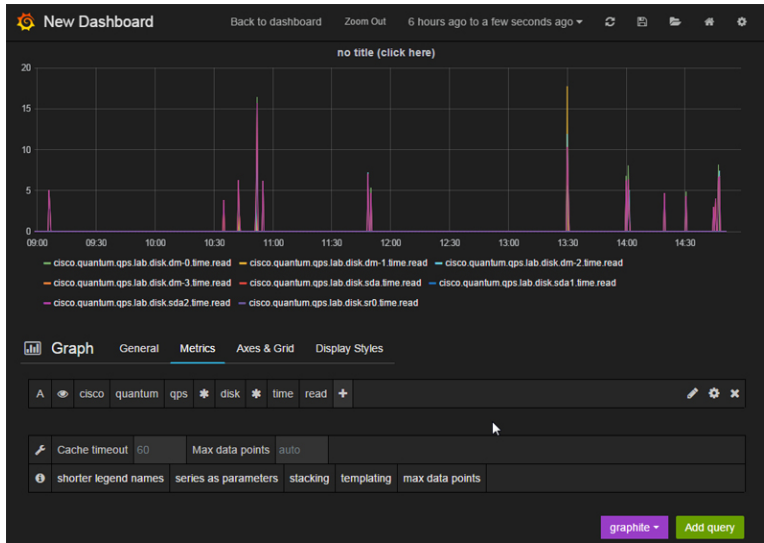 New Dashboard Back to dashboard Zoom Out 6 hours ago to a few seconds ago
no title (click here)
20
15
10
5
0
09:00 09:30 10:00 10:30 11:00 11:30 12:00 12:30 13:00 13:30 14:00 14:30
cisco.quantum.qps.lab.disk.dm-0.time.read cisco.quantum.qps.lab.disk.dm-1.time.read cisco.quantum.qps.lab.disk.dm-2.time.read
cisco.quantum.qps.lab.disk.dm-3.time.read cisco.quantum.qps.lab.disk.sda.time.read cisco.quantum.qps.lab.disk.sda1.time.read
cisco.quantum.qps.lab.disk.sda2.time.read cisco.quantum.qps.lab.disk.sr0.time.read
Graph General Metrics Axes & Grid Display Styles
A cisco quantum qps * disk * time read +
Cache timeout 60 Max data points auto
shorter legend names series as parameters stacking templating max data points
graphite Add query